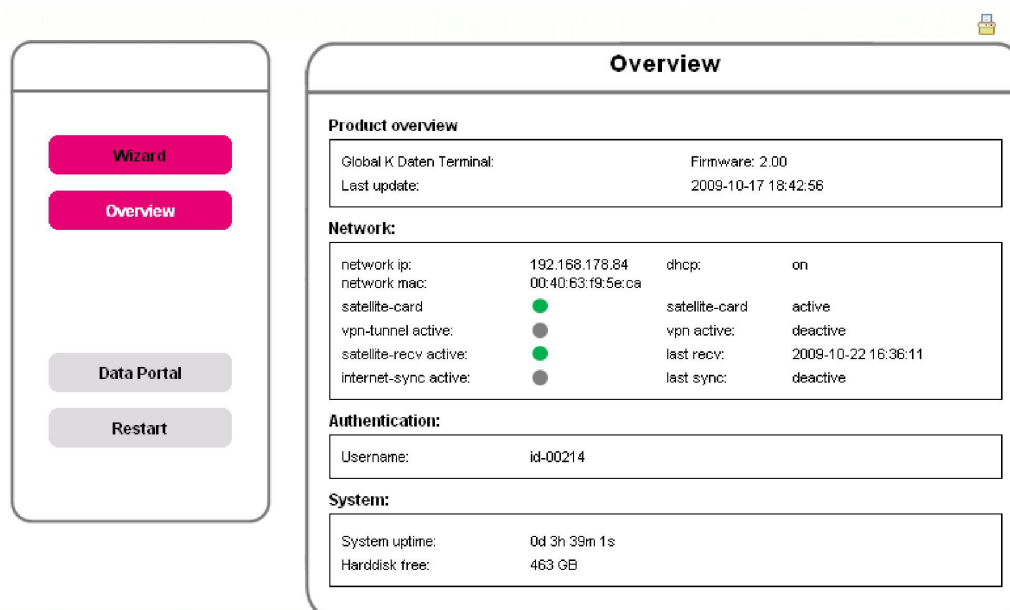 Overview
Wizard
Overview
Data Portal
Restart
Product overview
Global K Daten Terminal: Firmware: 2.00
Last update: 2009-10-17 18:42:56
Network:
network ip: 192.168.178.84 dhcp: on
network mac: 00:40:63:f9:5e:ca
satellite-card satellite-card active
vpn-tunnel active: vpn active: deactive
satellite-recv active: last recv: 2009-10-22 16:36:11
internet-sync active: last sync: deactive
Authentication:
Username: id-00214
System:
System uptime: 0d 3h 39m 1s
Harddisk free: 463 GB